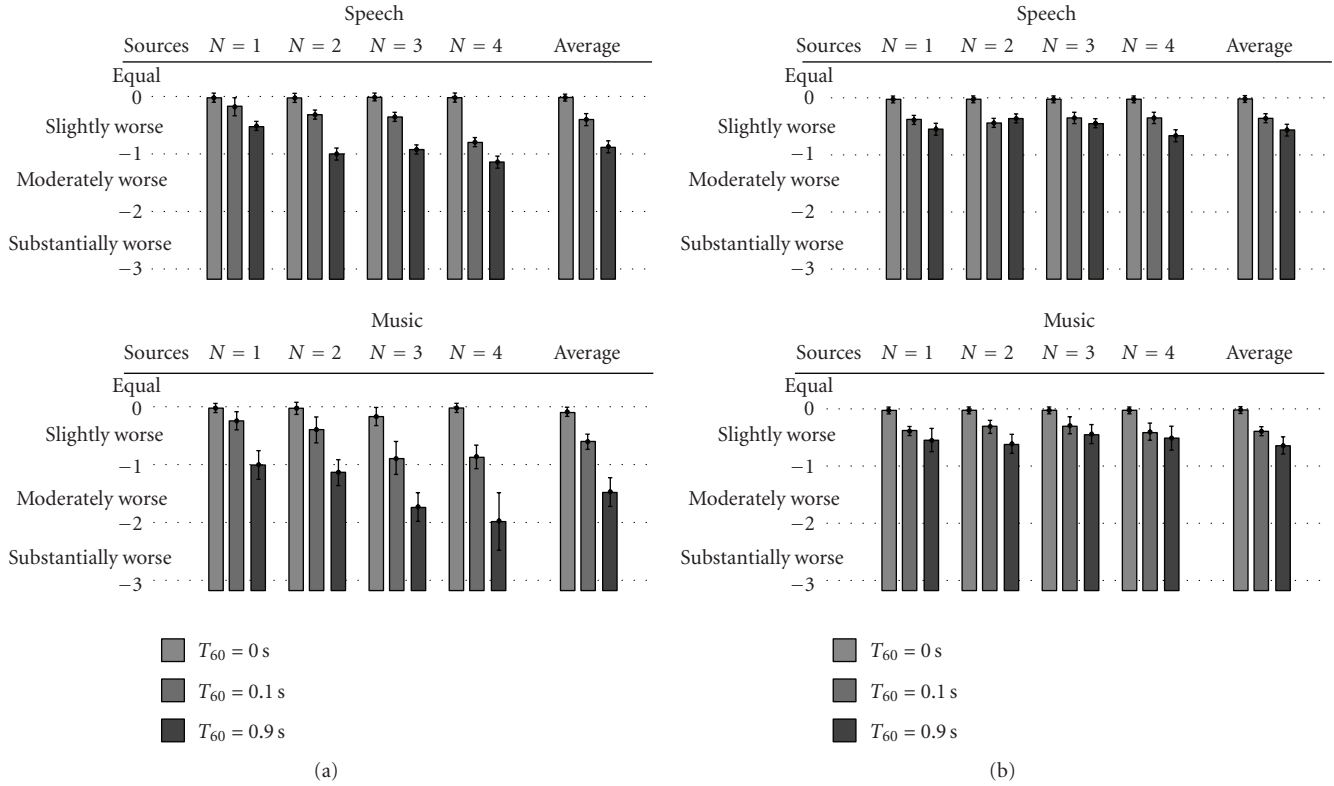 Speech
Sources N = 1 N = 2 N = 3 N = 4 Average
Equal
0
Slightly worse
−1
Moderately worse
−2
Substantially worse
−3
Music
Sources N = 1 N = 2 N = 3 N = 4 Average
Equal
0
Slightly worse
−1
Moderately worse
−2
Substantially worse
−3
T60 = 0 s
T60 = 0.1 s
T60 = 0.9 s
(a)
Speech
Sources N = 1 N = 2 N = 3 N = 4 Average
Equal
0
Slightly worse
−1
Moderately worse
−2
Substantially worse
−3
Music
Sources N = 1 N = 2 N = 3 N = 4 Average
Equal
0
Slightly worse
−1
Moderately worse
−2
Substantially worse
−3
T60 = 0 s
T60 = 0.1 s
T60 = 0.9 s
(b)